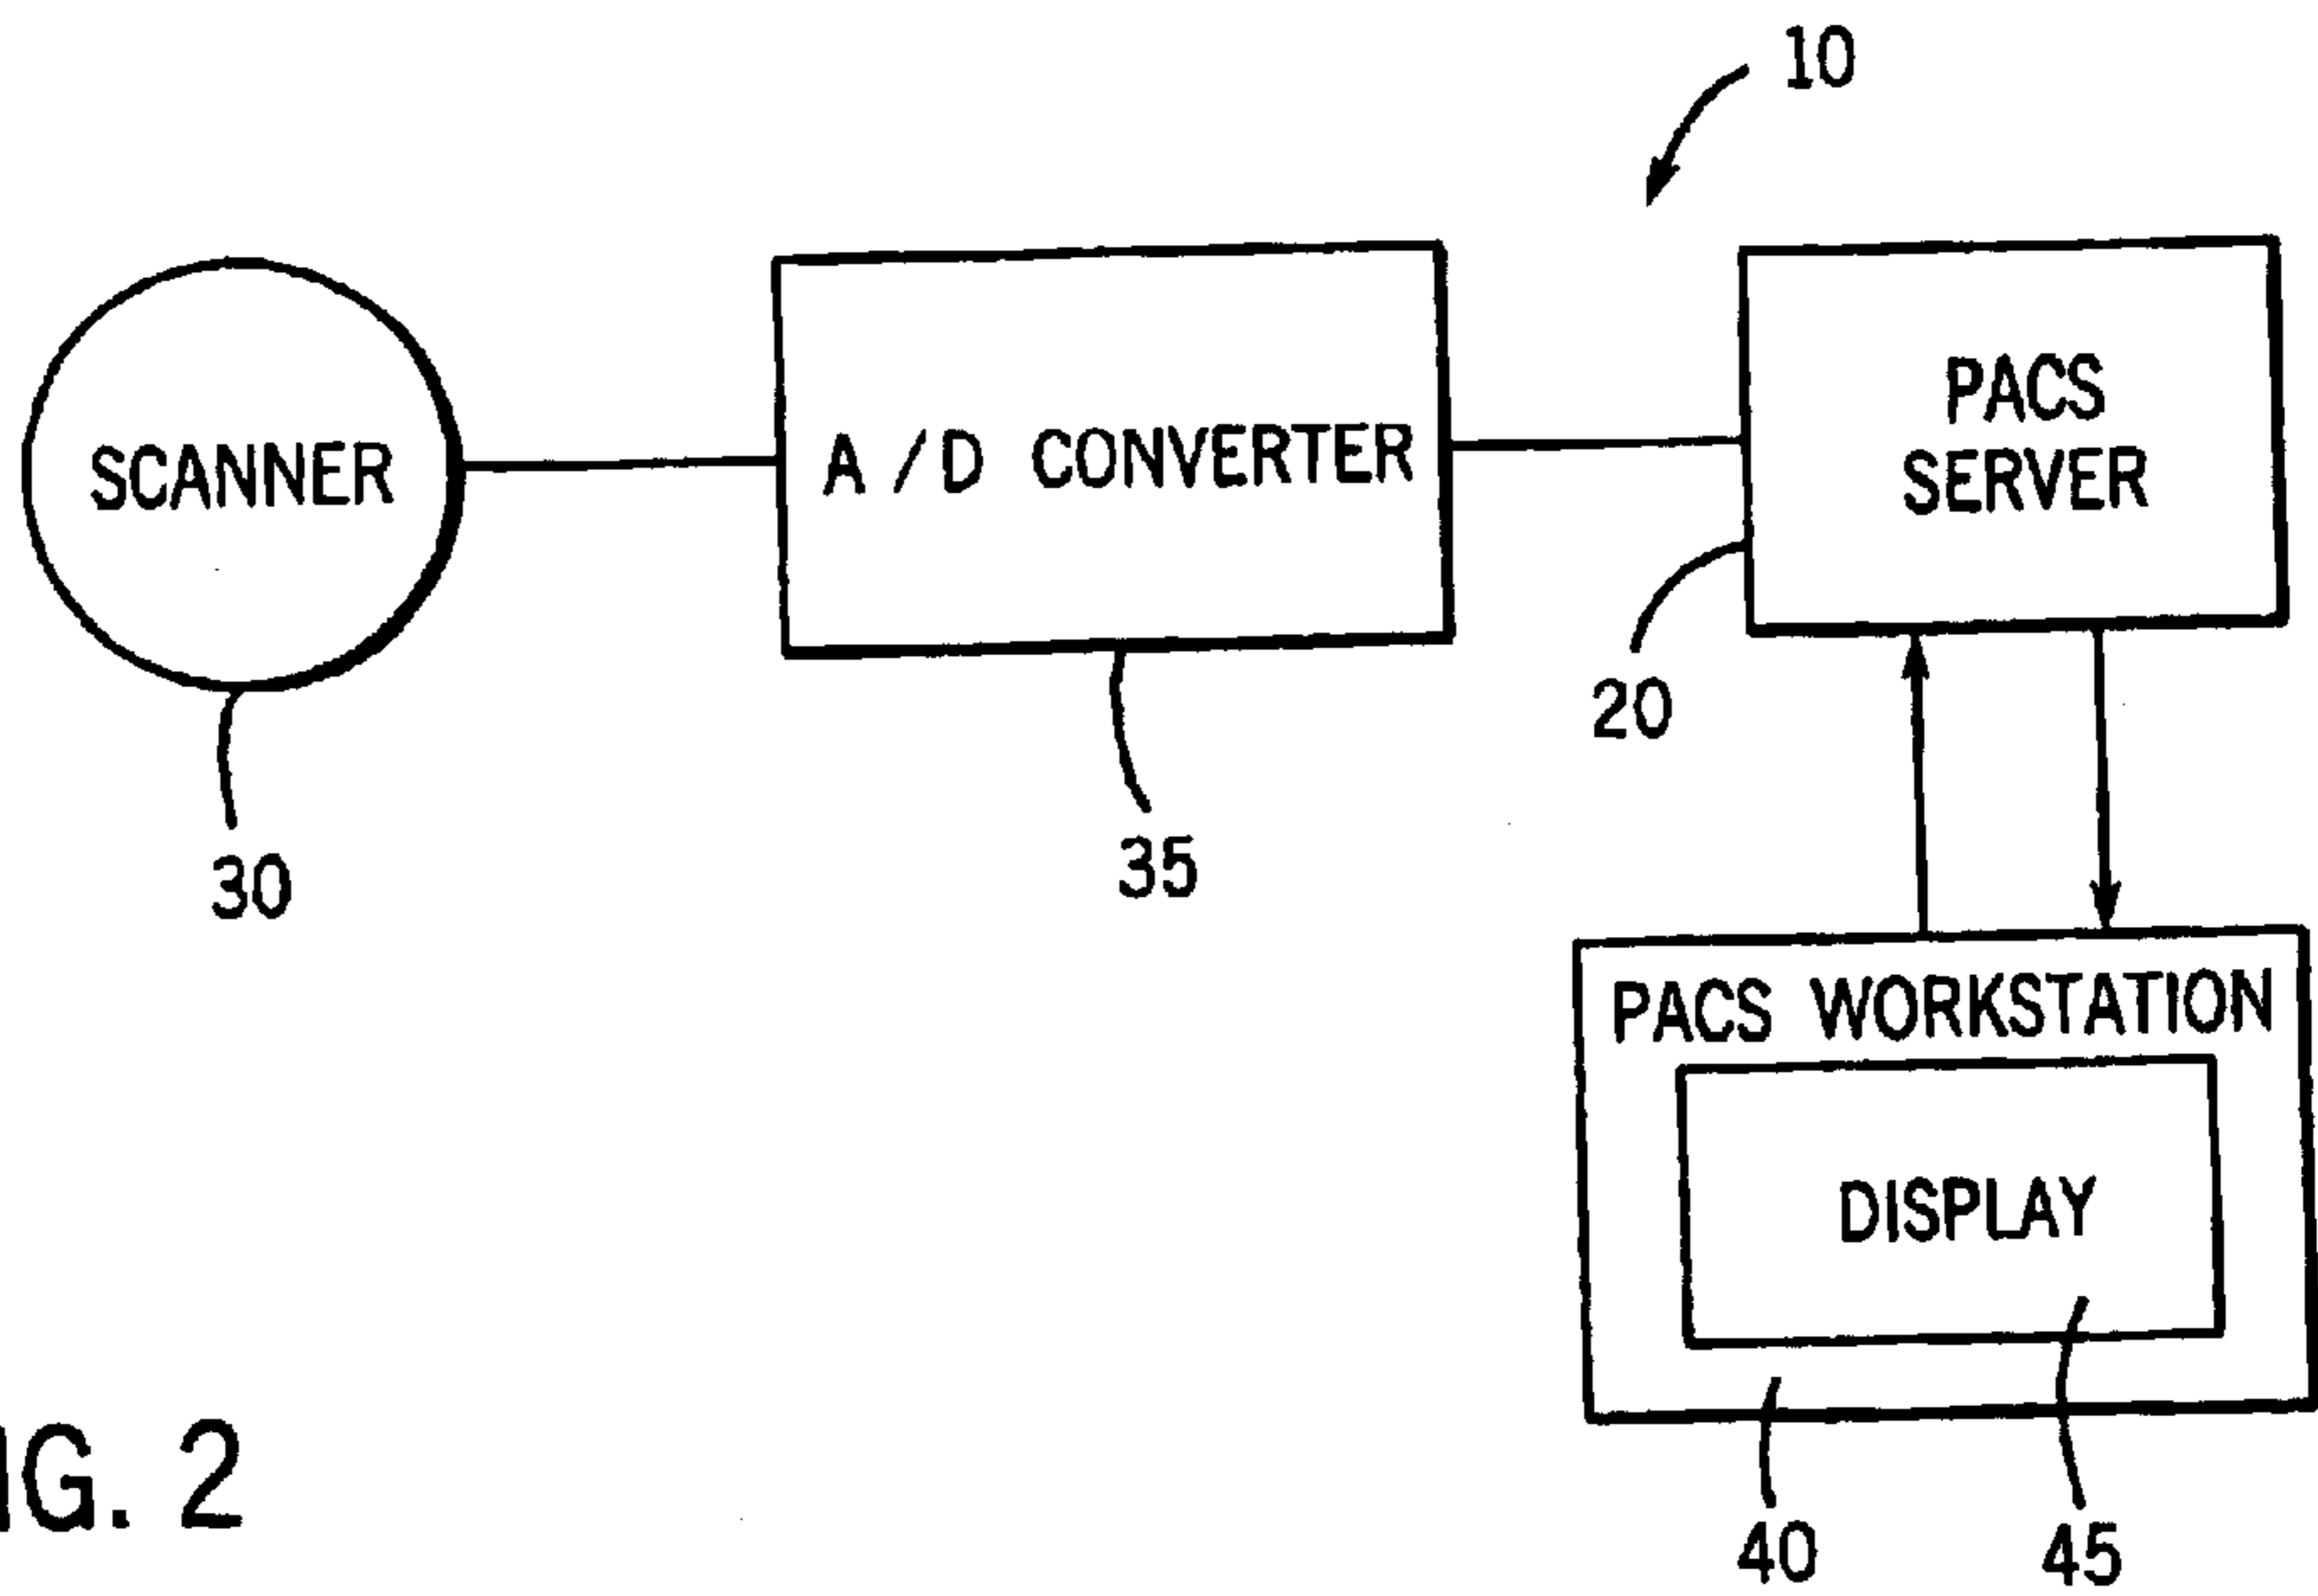 10
SCANNER
A/D CONVERTER
PACS
SERVER
20
30
35
PACS WORKSTATION
DISPLAY
40
45
IG. 2